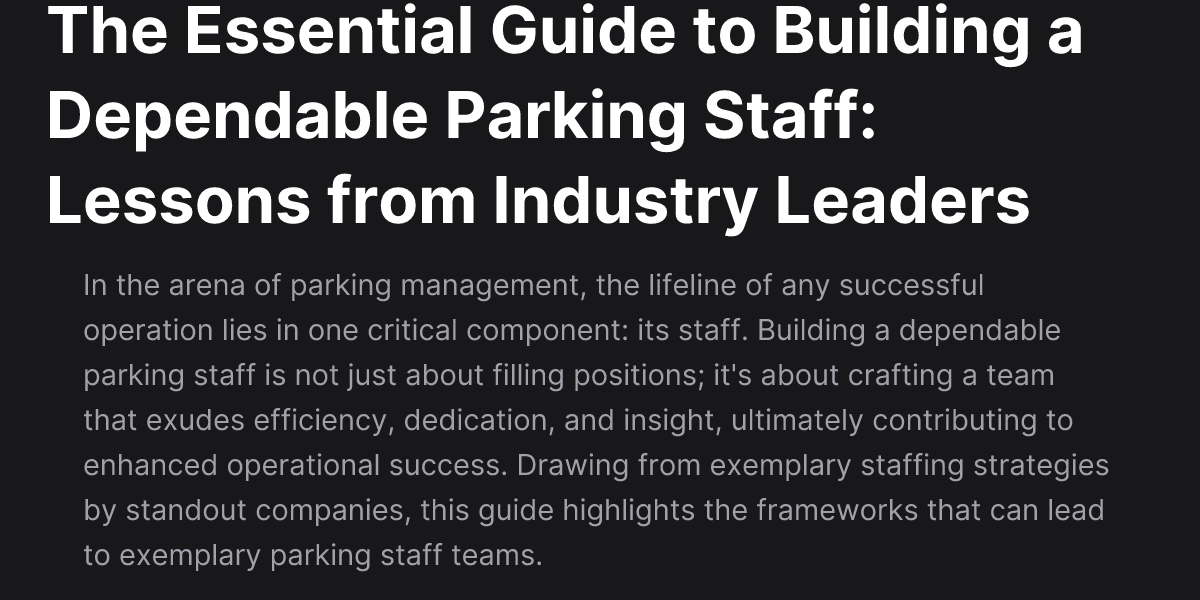 The Essential Guide to Building a
Dependable Parking Staff:
Lessons from Industry Leaders
In the arena of parking management, the lifeline of any successful
operation lies in one critical component: its staff. Building a dependable
parking staff is not just about filling positions; it's about crafting a team
that exudes efficiency, dedication, and insight, ultimately contributing to
enhanced operational success. Drawing from exemplary staffing strategies
by standout companies, this guide highlights the frameworks that can lead
to exemplary parking staff teams.